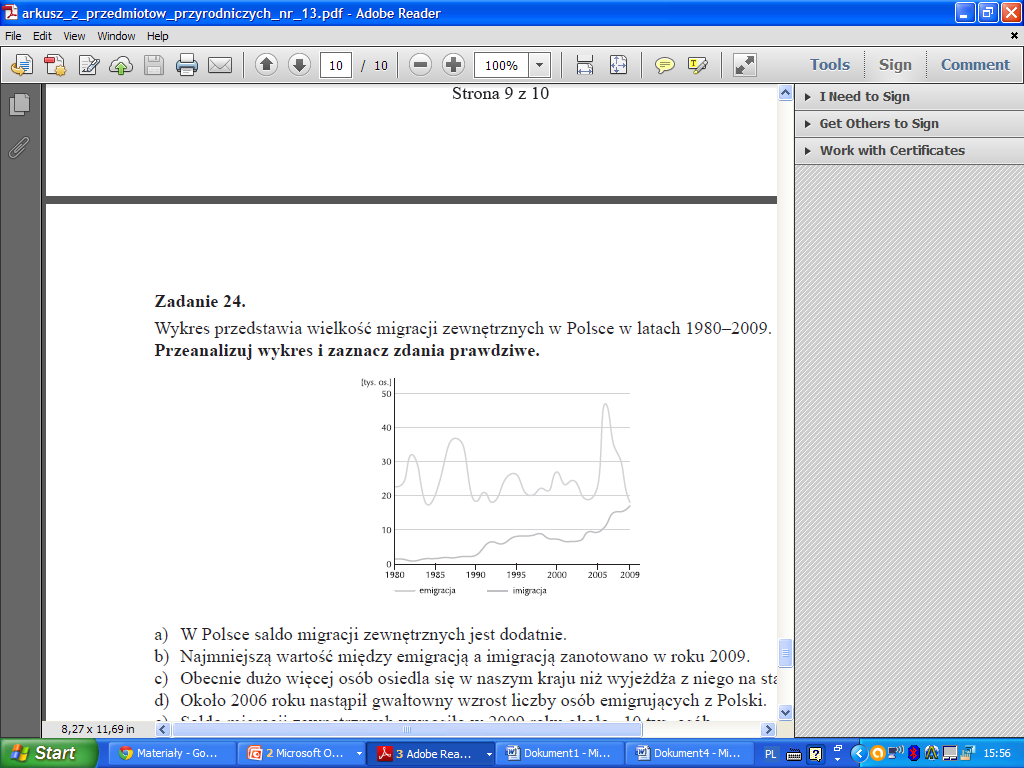 arkusz_z_przedmiotow_przyrodniczych_nr_13.pdf - Adobe Reader
File Edit View Window Help
10 / 10 100% Tools Sign Comment
I Need to Sign
Get Others to Sign
Work with Certificates
Strona 9 z 10
Zadanie 24.
Wykres przedstawia wielkość migracji zewnętrznych w Polsce w latach 1980–2009.
Przeanalizuj wykres i zaznacz zdania prawdziwe.
[tys. os.]
50
40
30
20
10
0
1980 1985 1990 1995 2000 2005 2009
emigracja imigracja
a) W Polsce saldo migracji zewnętrznych jest dodatnie.
b) Najmniejszą wartość między emigracją a imigracją zanotowano w roku 2009.
c) Obecnie dużo więcej osób osiedla się w naszym kraju niż wyjeżdża z niego na sta
d) Około 2006 roku nastąpił gwałtowny wzrost liczby osób emigrujących z Polski.
8,27 x 11,69 in
Start Materiały - Go... 2 Microsoft O... 3 Adobe Rea... Dokument1 - Mi... Dokument4 - Mi... PL 15:56